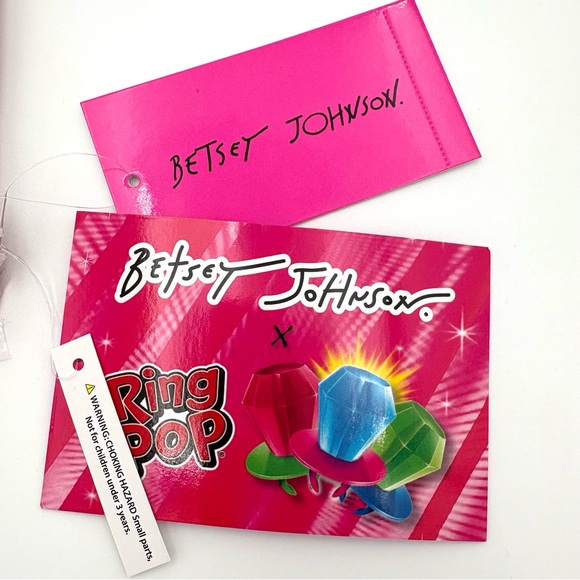 BETSEY JOHNSON.
BETSEY JOHNSON.
X
Ring
POP®
⚠ WARNING:CHOKING HAZARD Small parts,
Not for children under 3 years.